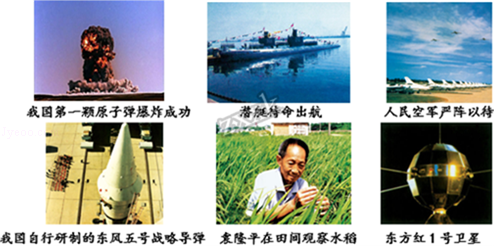 我国第一颗原子弹爆炸成功
潜艇待命出航
人民空军严阵以待
我国自行研制的东风五号战略导弹
袁隆平在田间观察水稻
东方红1号卫星